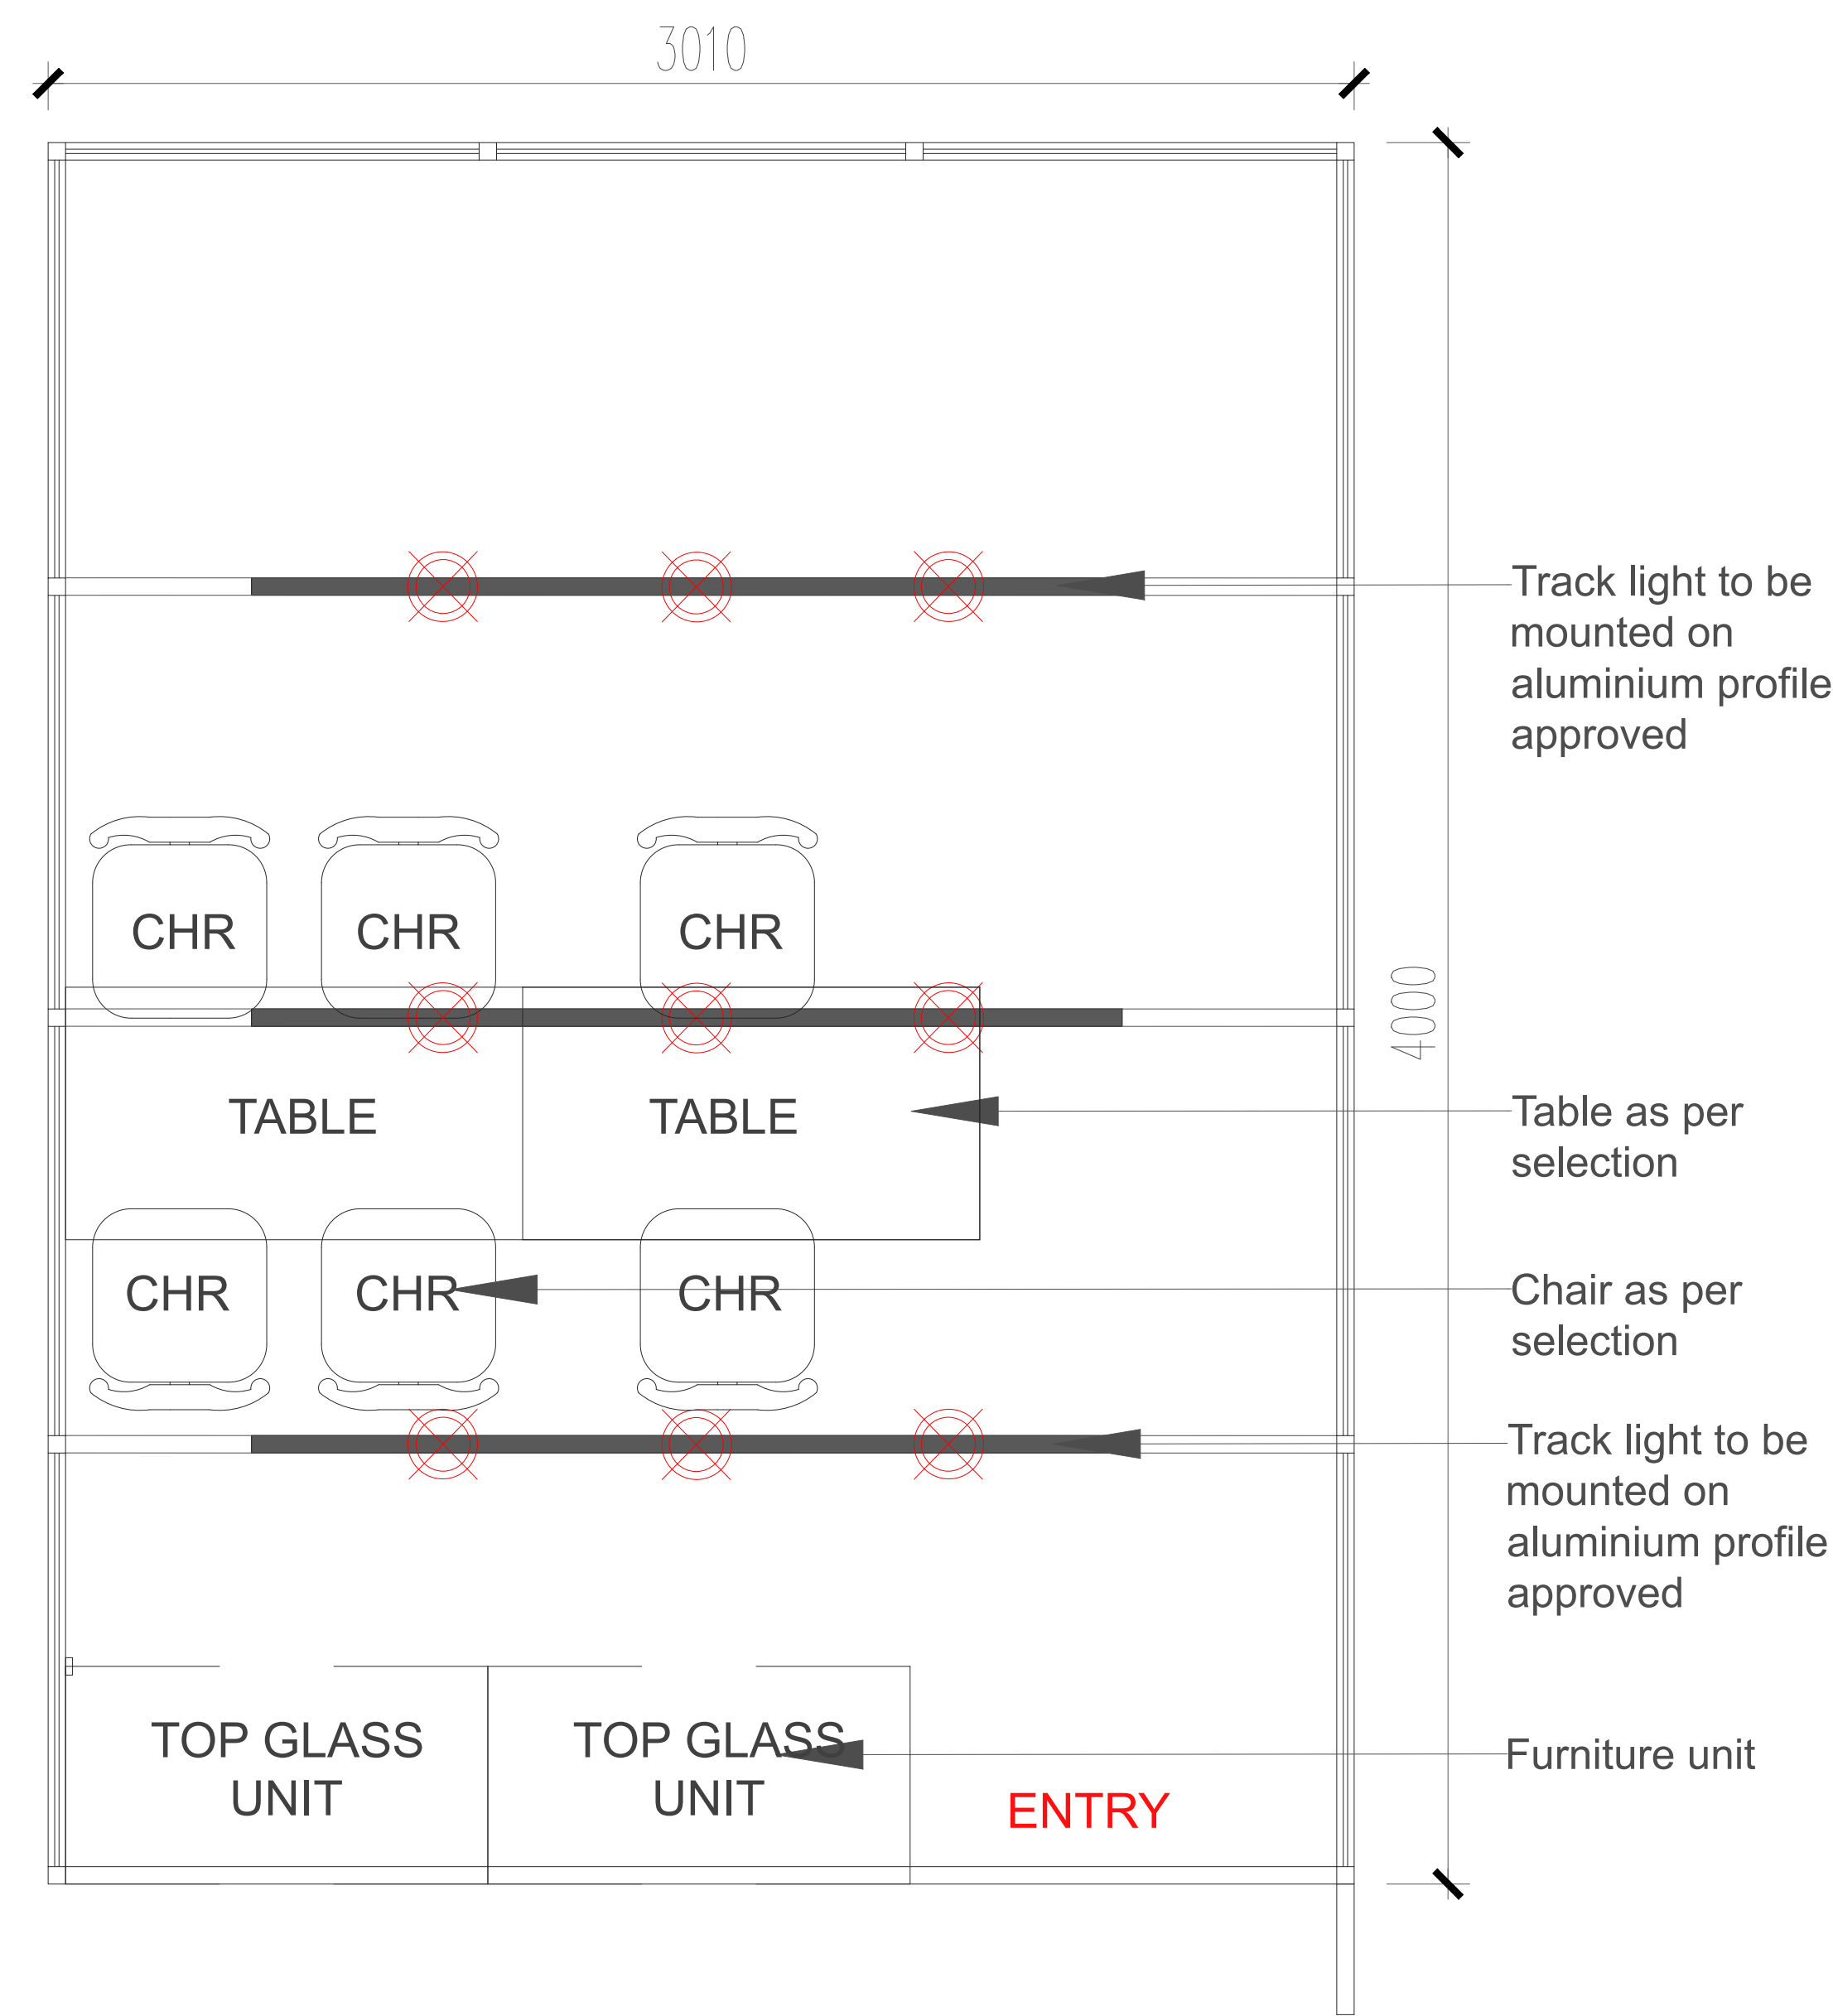 3010
Track light to be
mounted on
aluminium profile
approved
CHR CHR CHR
4000
TABLE TABLE
Table as per
selection
CHR CHR CHR
Chair as per
selection
Track light to be
mounted on
aluminium profile
approved
TOP GLASS
UNIT
TOP GLASS
UNIT
Furniture unit
ENTRY